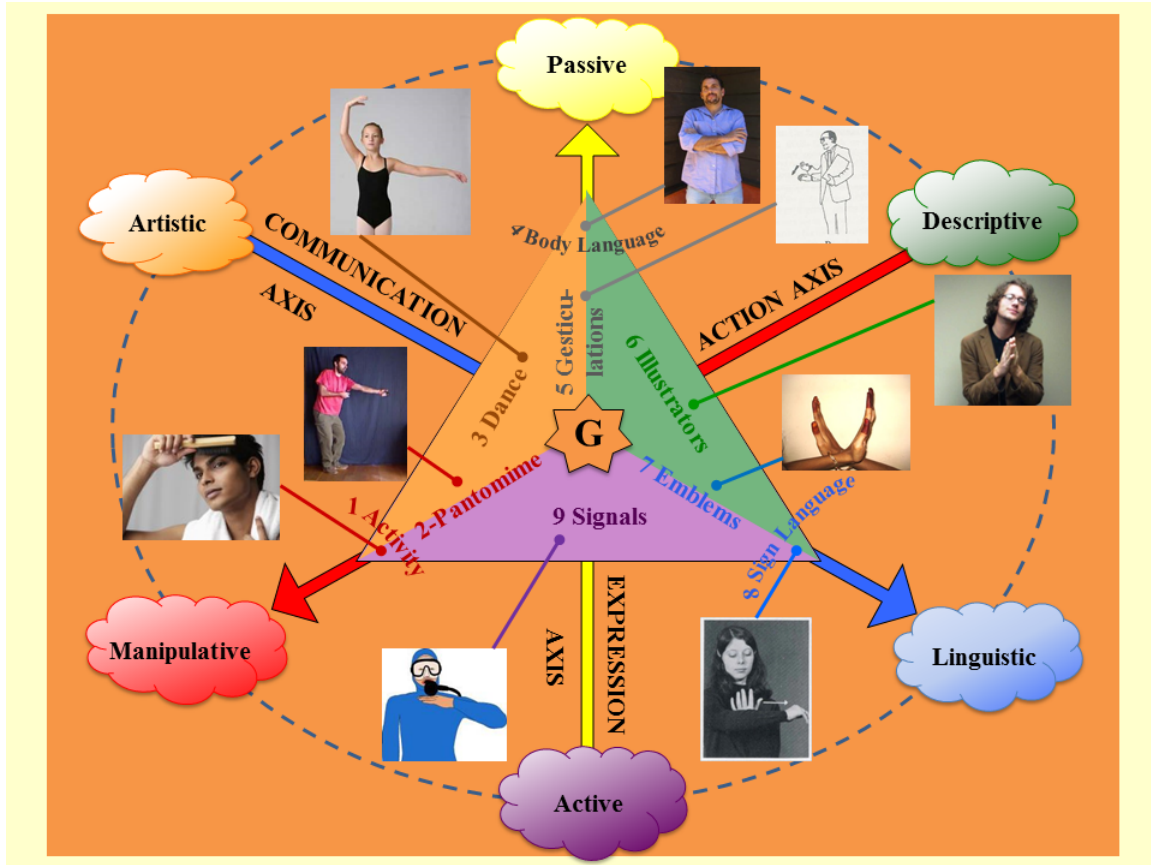 Passive
Artistic
Descriptive
COMMUNICATION
AXIS
ACTION AXIS
4 Body Language
5 Gesticu-
lations
6 Illustrators
3 Dance
G
2-Pantomime
7 Emblems
1 Activity
9 Signals
8 Sign Language
EXPRESSION
AXIS
Manipulative
Linguistic
Active